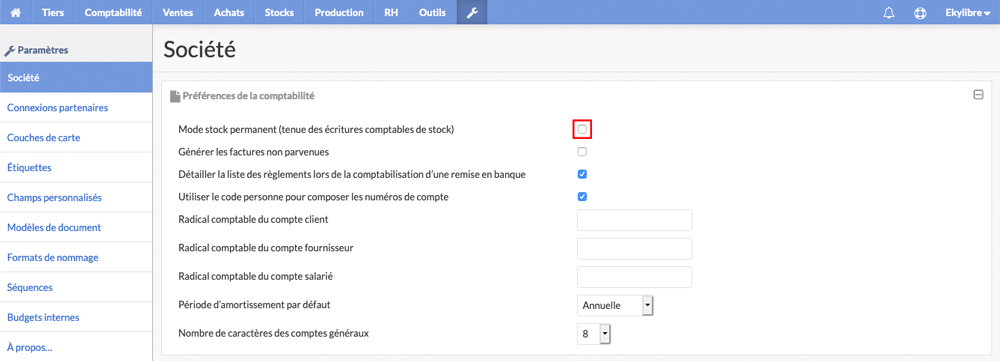 Tiers Comptabilité Ventes Achats Stocks Production RH Outils Ekylibre
Paramètres
Société
Connexions partenaires
Couches de carte
Étiquettes
Champs personnalisés
Modèles de document
Formats de nommage
Séquences
Budgets internes
À propos...
Société
Préférences de la comptabilité
Mode stock permanent (tenue des écritures comptables de stock)
Générer les factures non parvenues
Détailler la liste des règlements lors de la comptabilisation d'une remise en banque
Utiliser le code personne pour composer les numéros de compte
Radical comptable du compte client
Radical comptable du compte fournisseur
Radical comptable du compte salarié
Période d'amortissement par défaut Annuelle
Nombre de caractères des comptes généraux 8